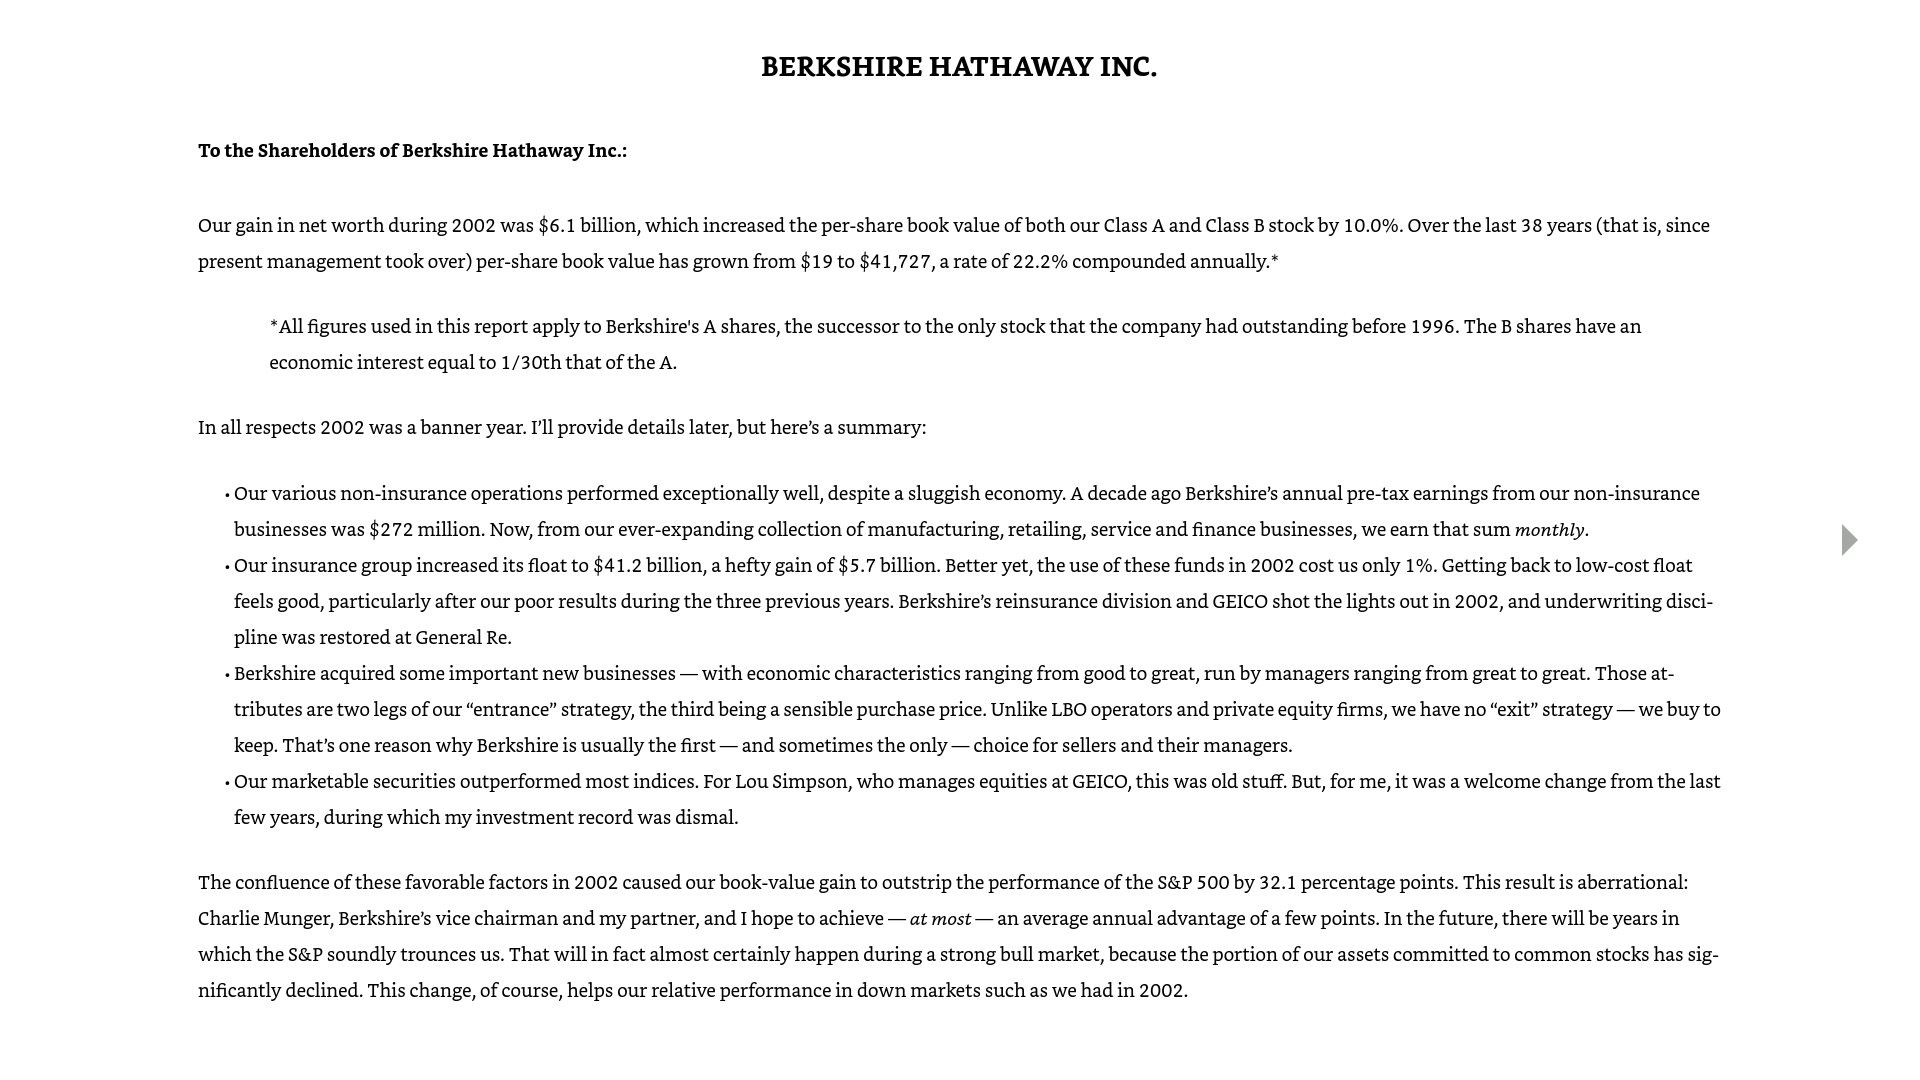 BERKSHIRE HATHAWAY INC.
To the Shareholders of Berkshire Hathaway Inc.:
Our gain in net worth during 2002 was $6.1 billion, which increased the per-share book value of both our Class A and Class B stock by 10.0%. Over the last 38 years (that is, since
present management took over) per-share book value has grown from $19 to $41,727, a rate of 22.2% compounded annually.*
*All figures used in this report apply to Berkshire's A shares, the successor to the only stock that the company had outstanding before 1996. The B shares have an
economic interest equal to 1/30th that of the A.
In all respects 2002 was a banner year. I’ll provide details later, but here’s a summary:
• Our various non-insurance operations performed exceptionally well, despite a sluggish economy. A decade ago Berkshire’s annual pre-tax earnings from our non-insurance
businesses was $272 million. Now, from our ever-expanding collection of manufacturing, retailing, service and finance businesses, we earn that sum monthly.
• Our insurance group increased its float to $41.2 billion, a hefty gain of $5.7 billion. Better yet, the use of these funds in 2002 cost us only 1%. Getting back to low-cost float
feels good, particularly after our poor results during the three previous years. Berkshire’s reinsurance division and GEICO shot the lights out in 2002, and underwriting disci-
pline was restored at General Re.
• Berkshire acquired some important new businesses — with economic characteristics ranging from good to great, run by managers ranging from great to great. Those at-
tributes are two legs of our “entrance” strategy, the third being a sensible purchase price. Unlike LBO operators and private equity firms, we have no “exit” strategy — we buy to
keep. That’s one reason why Berkshire is usually the first — and sometimes the only — choice for sellers and their managers.
• Our marketable securities outperformed most indices. For Lou Simpson, who manages equities at GEICO, this was old stuff. But, for me, it was a welcome change from the last
few years, during which my investment record was dismal.
The confluence of these favorable factors in 2002 caused our book-value gain to outstrip the performance of the S&P 500 by 32.1 percentage points. This result is aberrational:
Charlie Munger, Berkshire’s vice chairman and my partner, and I hope to achieve — at most — an average annual advantage of a few points. In the future, there will be years in
which the S&P soundly trounces us. That will in fact almost certainly happen during a strong bull market, because the portion of our assets committed to common stocks has sig-
nificantly declined. This change, of course, helps our relative performance in down markets such as we had in 2002.